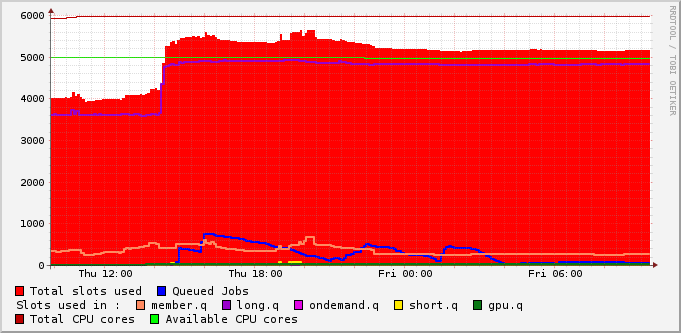 6000
5000
4000
3000
2000
1000
0
Thu 12:00 Thu 18:00 Fri 00:00 Fri 06:00
Total slots used Queued Jobs
Slots used in : member.q long.q ondemand.q short.q gpu.q
Total CPU cores Available CPU cores
RRDTOOL / TOBI OETIKER